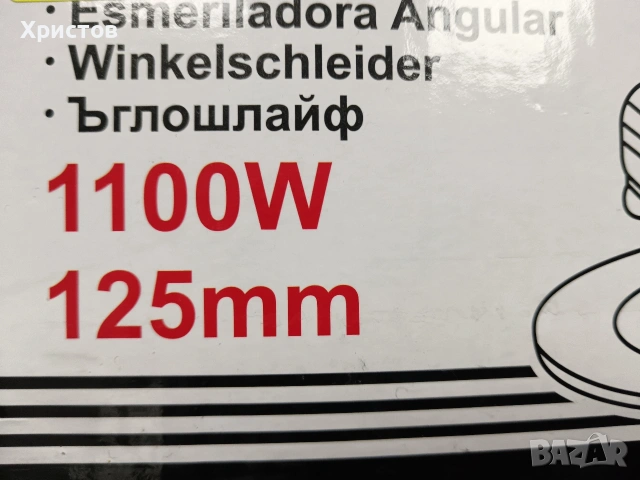 Христов
· Esmeriladora Angular
· Winkelschleider
· Ъглошлайф
1100W
125mm
BAZAR